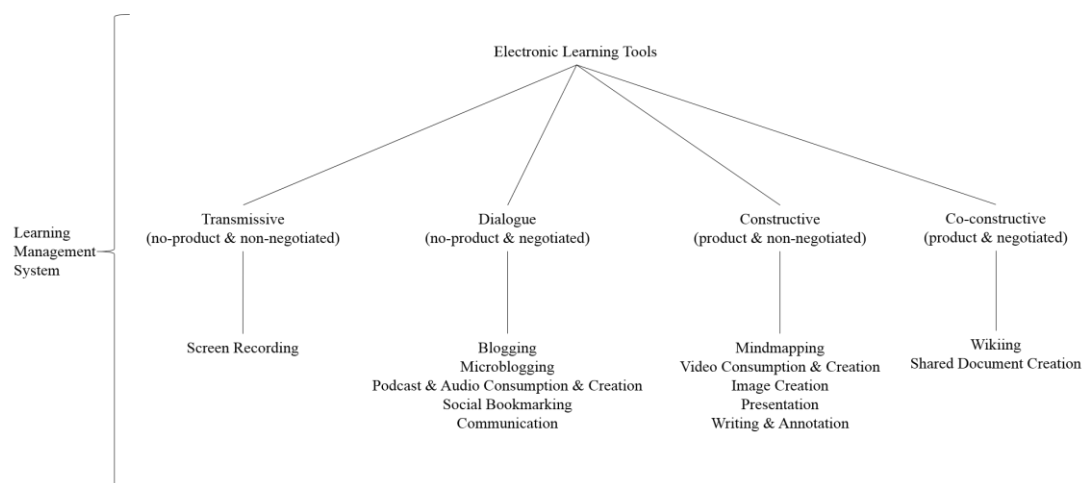 Electronic Learning Tools
Learning
Management
System
Transmissive
(no-product & non-negotiated)
Dialogue
(no-product & negotiated)
Constructive
(product & non-negotiated)
Co-constructive
(product & negotiated)
Screen Recording
Blogging
Microblogging
Podcast & Audio Consumption & Creation
Social Bookmarking
Communication
Mindmapping
Video Consumption & Creation
Image Creation
Presentation
Writing & Annotation
Wikiing
Shared Document Creation